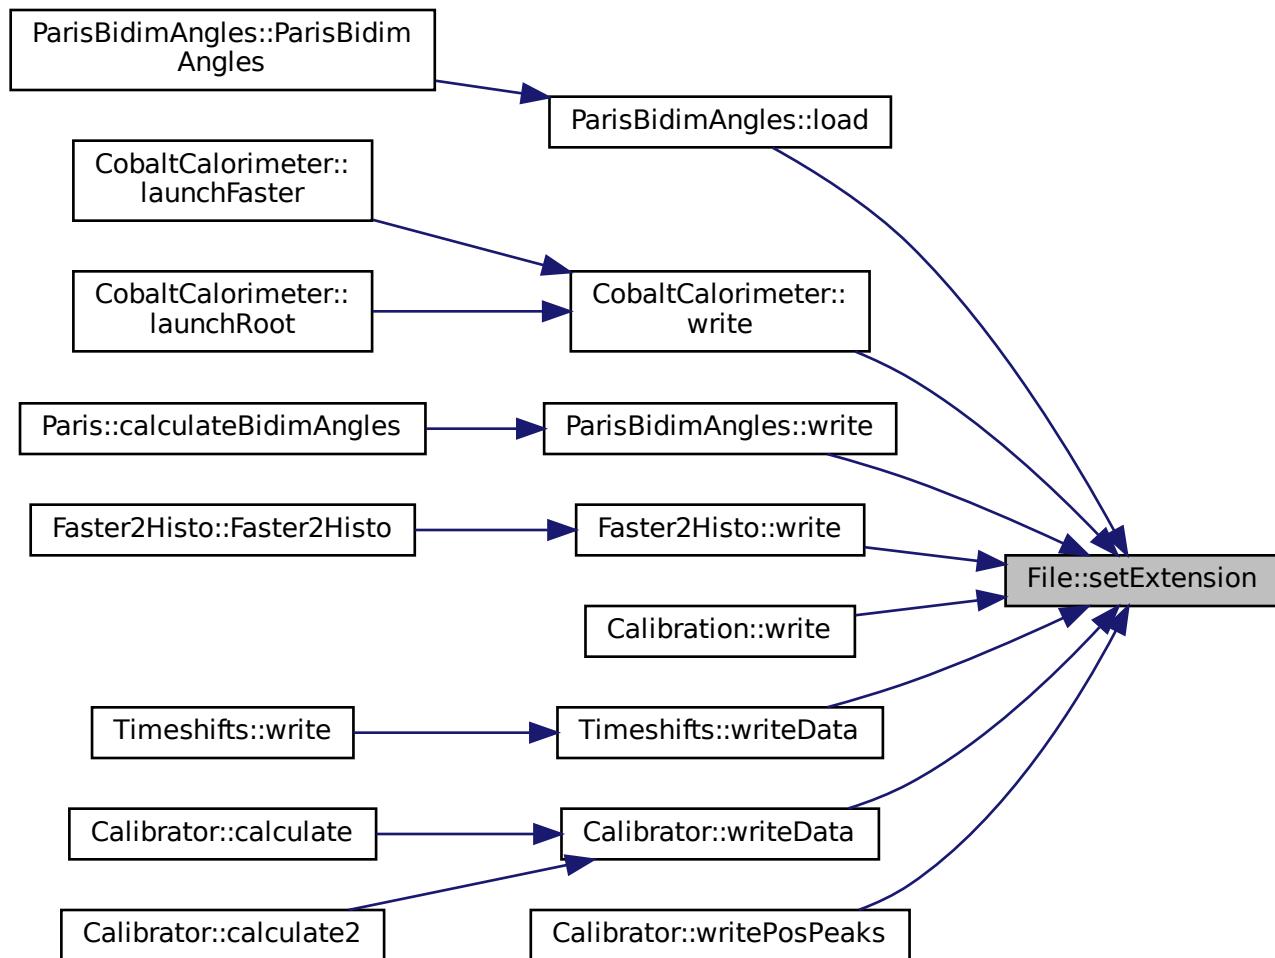 ParisBidimAngles::ParisBidim
Angles
ParisBidimAngles::load
CobaltCalorimeter::
launchFaster
CobaltCalorimeter::
launchRoot
CobaltCalorimeter::
write
Paris::calculateBidimAngles
ParisBidimAngles::write
Faster2Histo::Faster2Histo
Faster2Histo::write
File::setExtension
Calibration::write
Timeshifts::write
Timeshifts::writeData
Calibrator::calculate
Calibrator::writeData
Calibrator::calculate2
Calibrator::writePosPeaks